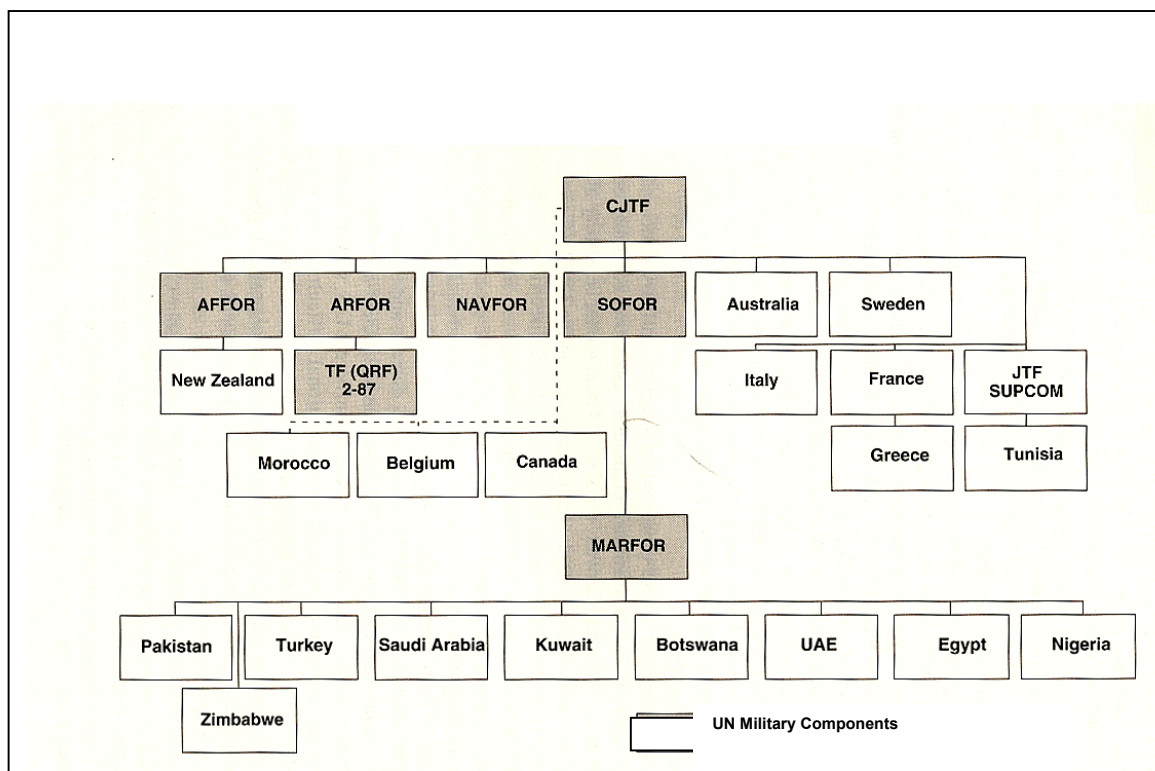 CJTF
AFFOR
ARFOR
NAVFOR
SOFOR
Australia
Sweden
New Zealand
TF (QRF)
2-87
Italy
France
JTF
SUPCOM
Morocco
Belgium
Canada
Greece
Tunisia
MARFOR
Pakistan
Turkey
Saudi Arabia
Kuwait
Botswana
UAE
Egypt
Nigeria
Zimbabwe
UN Military Components